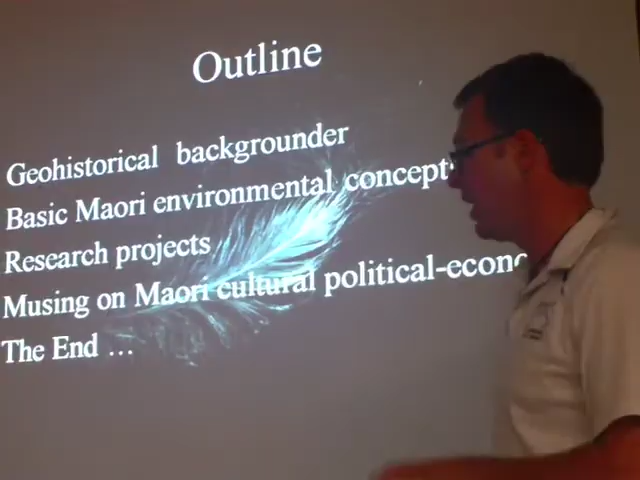 Outline
Geohistorical backgrounder
Basic Maori environmental concept
Research projects
Musing on Maori cultural political-econo
The End ...